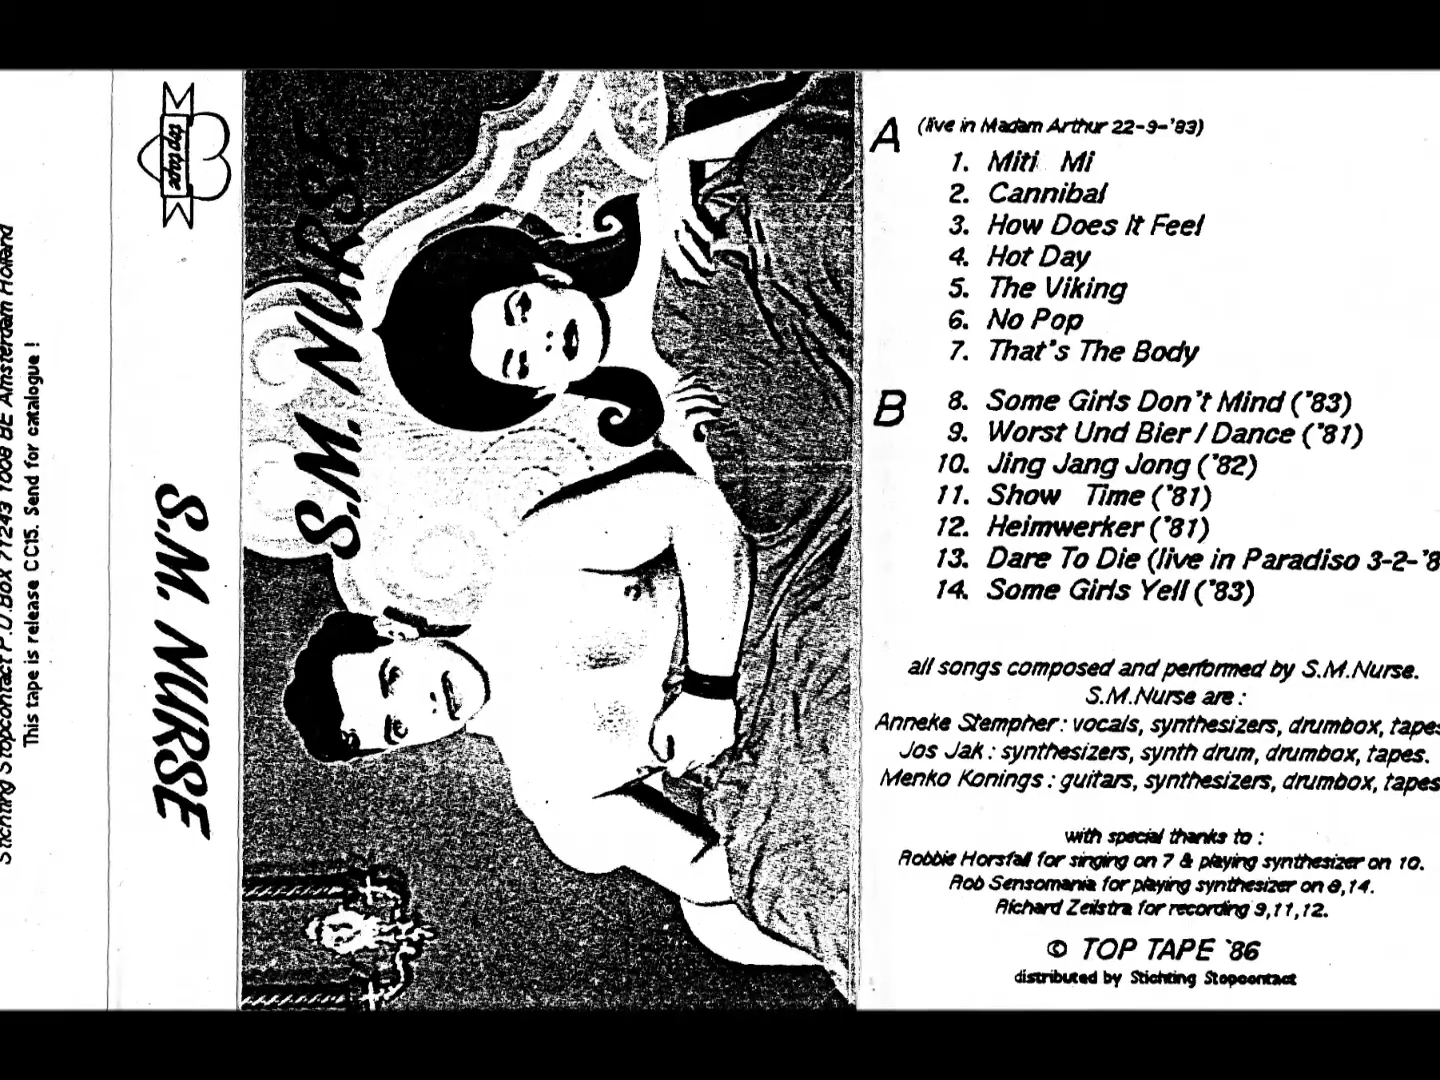 Stichting Stopcontact P.O.Box 71243 1008 BE Amsterdam Holland
This tape is release CC15. Send for catalogue !
top tape
S.M. NURSE
S.M. NURSE
A (live in Madam Arthur 22-9-'83)
1. Miti Mi
2. Cannibal
3. How Does It Feel
4. Hot Day
5. The Viking
6. No Pop
7. That's The Body
B 8. Some Girls Don't Mind ('83)
9. Worst Und Bier / Dance ('81)
10. Jing Jang Jong ('82)
11. Show Time ('81)
12. Heimwerker ('81)
13. Dare To Die (live in Paradiso 3-2-'8
14. Some Girls Yell ('83)
all songs composed and performed by S.M.Nurse.
S.M.Nurse are :
Anneke Stempher : vocals, synthesizers, drumbox, tapes
Jos Jak : synthesizers, synth drum, drumbox, tapes.
Menko Konings : guitars, synthesizers, drumbox, tapes
with special thanks to :
Robbie Horsfall for singing on 7 & playing synthesizer on 10.
Rob Sensomania for playing synthesizer on 8,14.
Richard Zeilstra for recording 9,11,12.
© TOP TAPE '86
distributed by Stichting Stopcontact